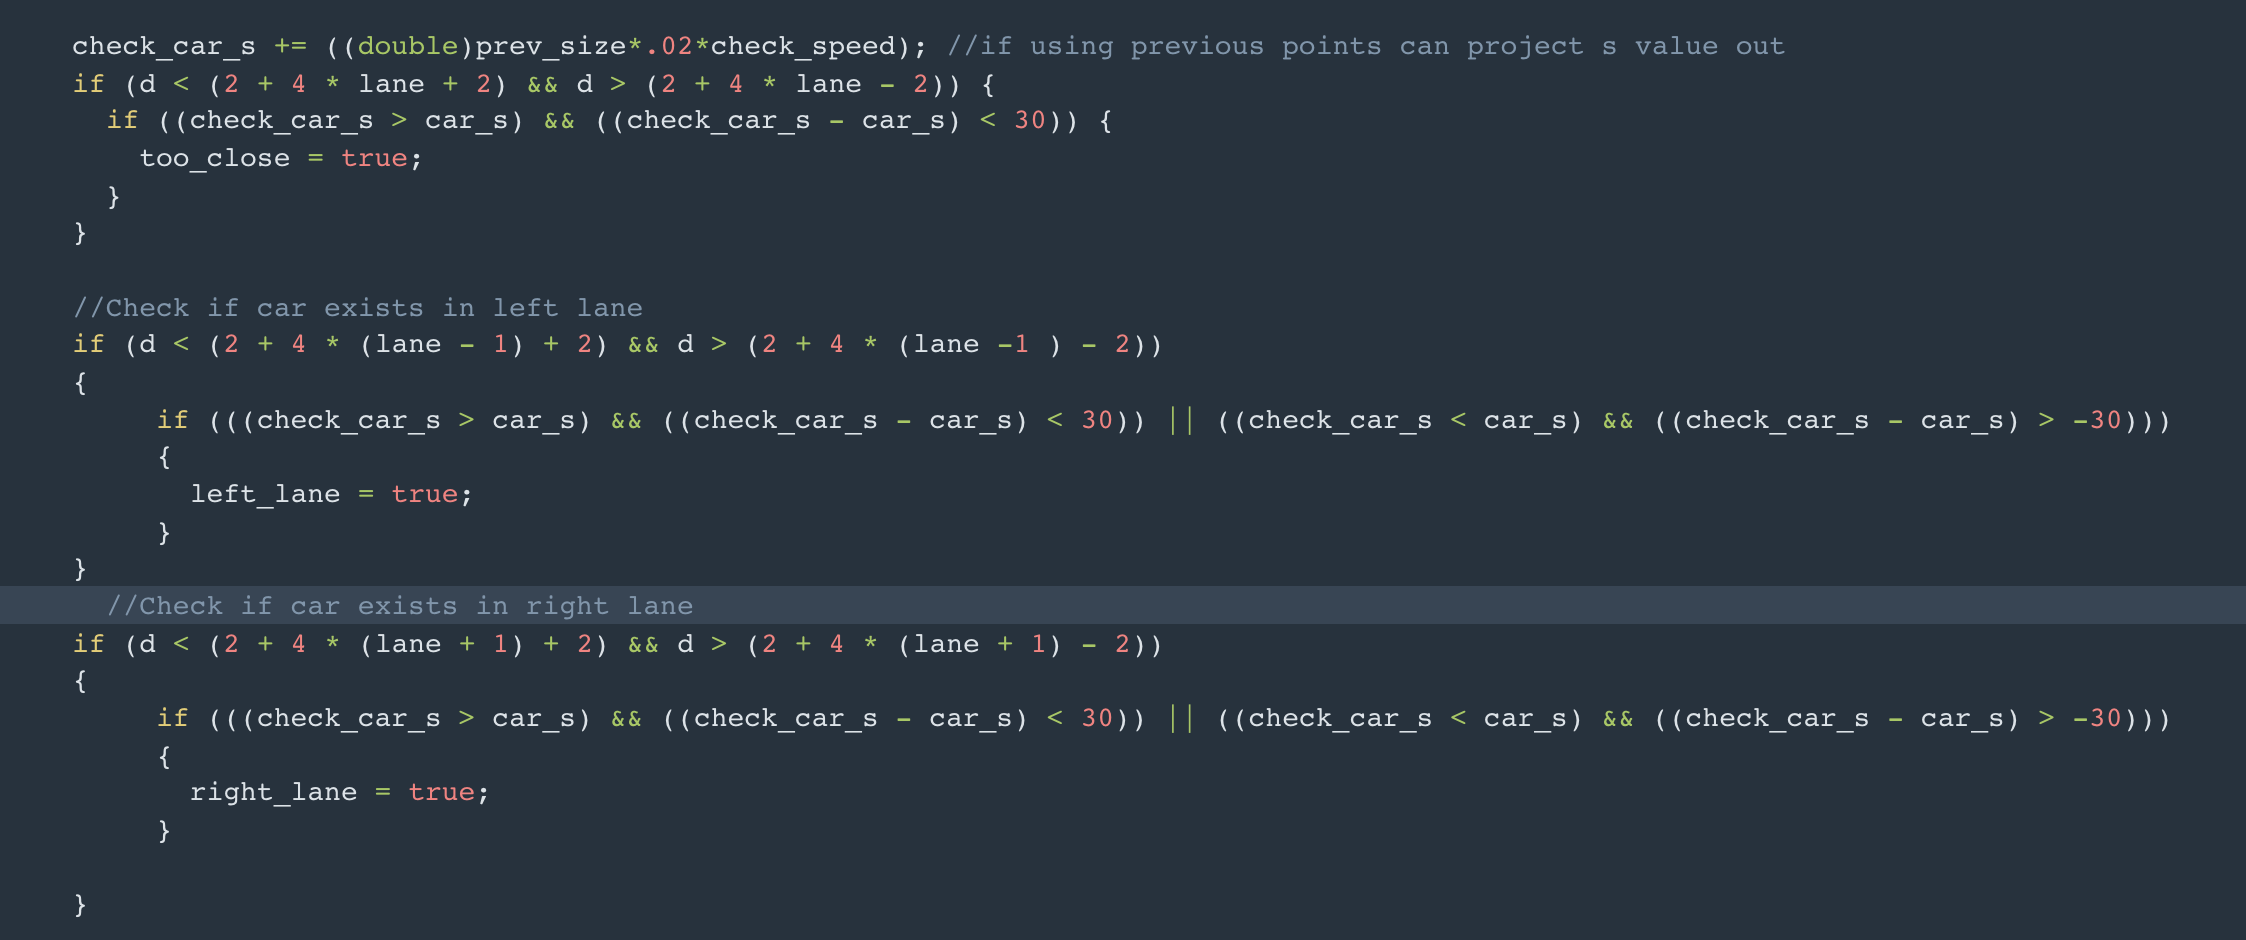 check_car_s += ((double)prev_size*.02*check_speed); //if using previous points can project s value out
if (d < (2 + 4 * lane + 2) && d > (2 + 4 * lane - 2)) {
if ((check_car_s > car_s) && ((check_car_s - car_s) < 30)) {
too_close = true;
}
}
//Check if car exists in left lane
if (d < (2 + 4 * (lane - 1) + 2) && d > (2 + 4 * (lane -1 ) - 2))
{
if (((check_car_s > car_s) && ((check_car_s - car_s) < 30)) || ((check_car_s < car_s) && ((check_car_s - car_s) > -30)))
{
left_lane = true;
}
}
//Check if car exists in right lane
if (d < (2 + 4 * (lane + 1) + 2) && d > (2 + 4 * (lane + 1) - 2))
{
if (((check_car_s > car_s) && ((check_car_s - car_s) < 30)) || ((check_car_s < car_s) && ((check_car_s - car_s) > -30)))
{
right_lane = true;
}
}